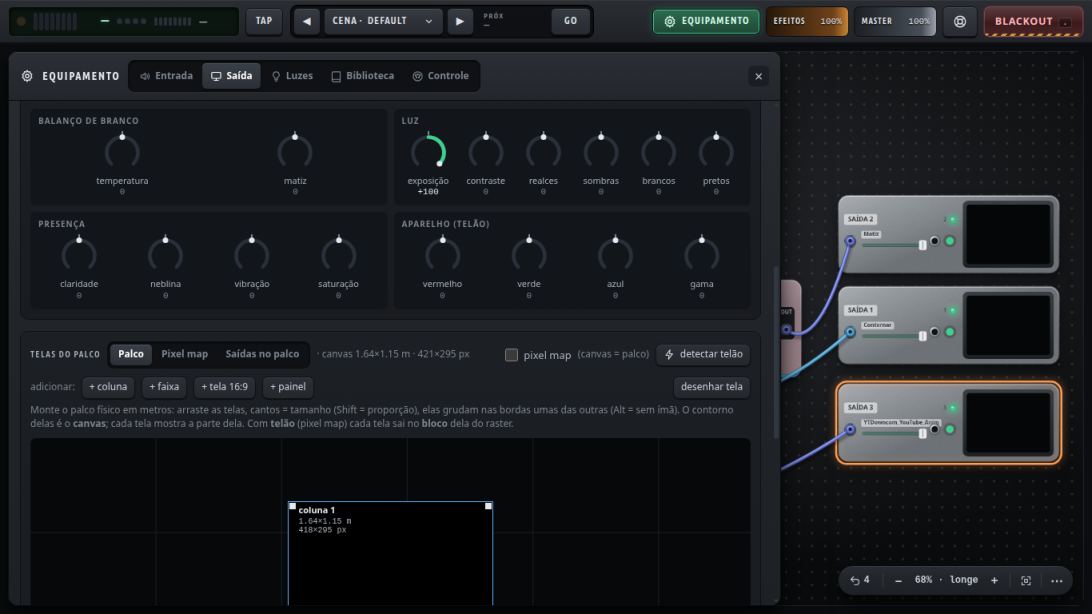 TAP
◀
CENA · DEFAULT
▶
PRÓX
—
GO
EQUIPAMENTO
EFEITOS 100%
MASTER 100%
BLACKOUT .
EQUIPAMENTO
Entrada
Saída
Luzes
Biblioteca
Controle
×
BALANÇO DE BRANCO
temperatura
0
matiz
0
LUZ
exposição
+100
contraste
0
realces
0
sombras
0
brancos
0
pretos
0
PRESENÇA
claridade
0
neblina
0
vibração
0
saturação
0
APARELHO (TELÃO)
vermelho
0
verde
0
azul
0
gama
0
TELAS DO PALCO
Palco
Pixel map
Saídas no palco
· canvas 1.64×1.15 m · 421×295 px
pixel map (canvas = palco)
detectar telão
adicionar:
+ coluna
+ faixa
+ tela 16:9
+ painel
desenhar tela
Monte o palco físico em metros: arraste as telas, cantos = tamanho (Shift = proporção), elas grudam nas bordas umas das outras (Alt = sem ímã). O contorno
delas é o canvas; cada tela mostra a parte dela. Com telão (pixel map) cada tela sai no bloco dela do raster.
coluna 1
1.64×1.15 m
418×295 px
OUT
SAÍDA 2
2
Matiz
SAÍDA 1
1
Contornar
SAÍDA 3
3
4
− 68% · longe +